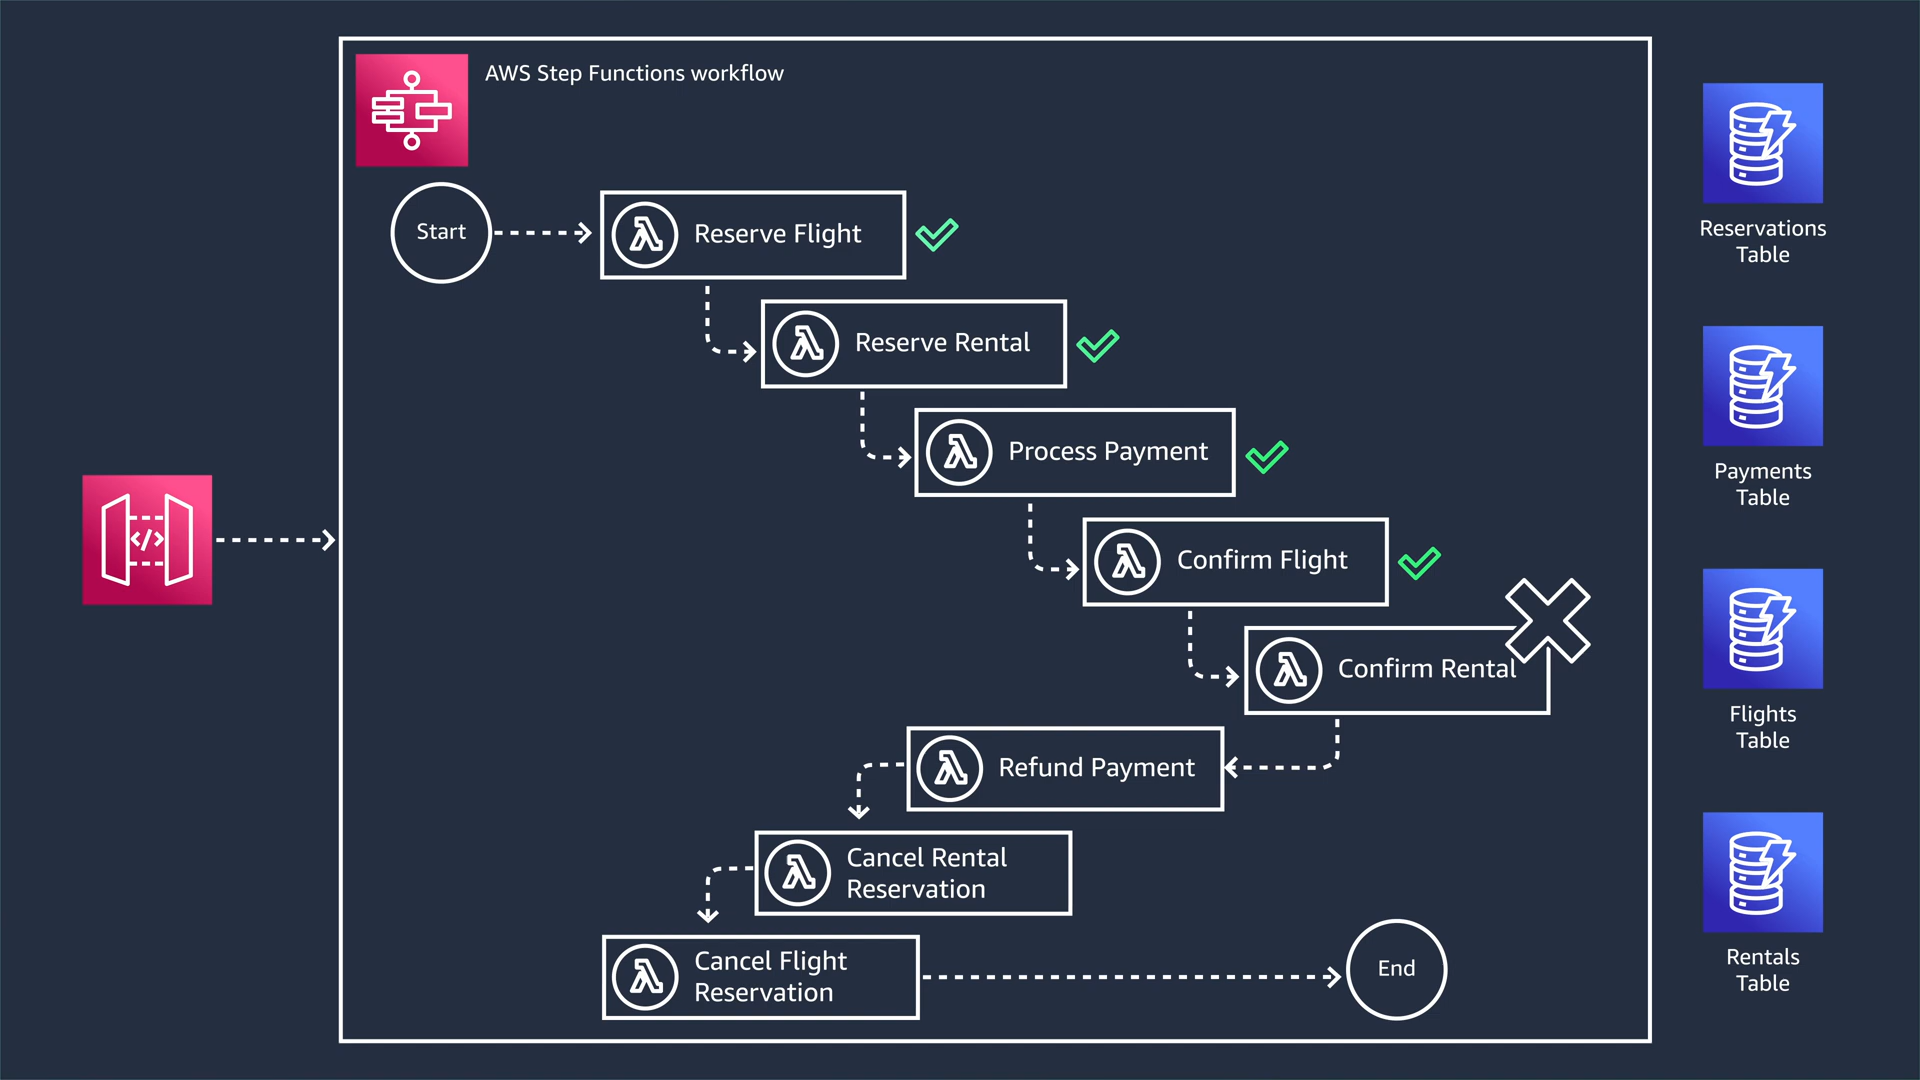 AWS Step Functions workflow
Start
Reserve Flight
Reserve Rental
Process Payment
Confirm Flight
Confirm Rental
Refund Payment
Cancel Rental
Reservation
Cancel Flight
Reservation
End
</>
Reservations
Table
Payments
Table
Flights
Table
Rentals
Table